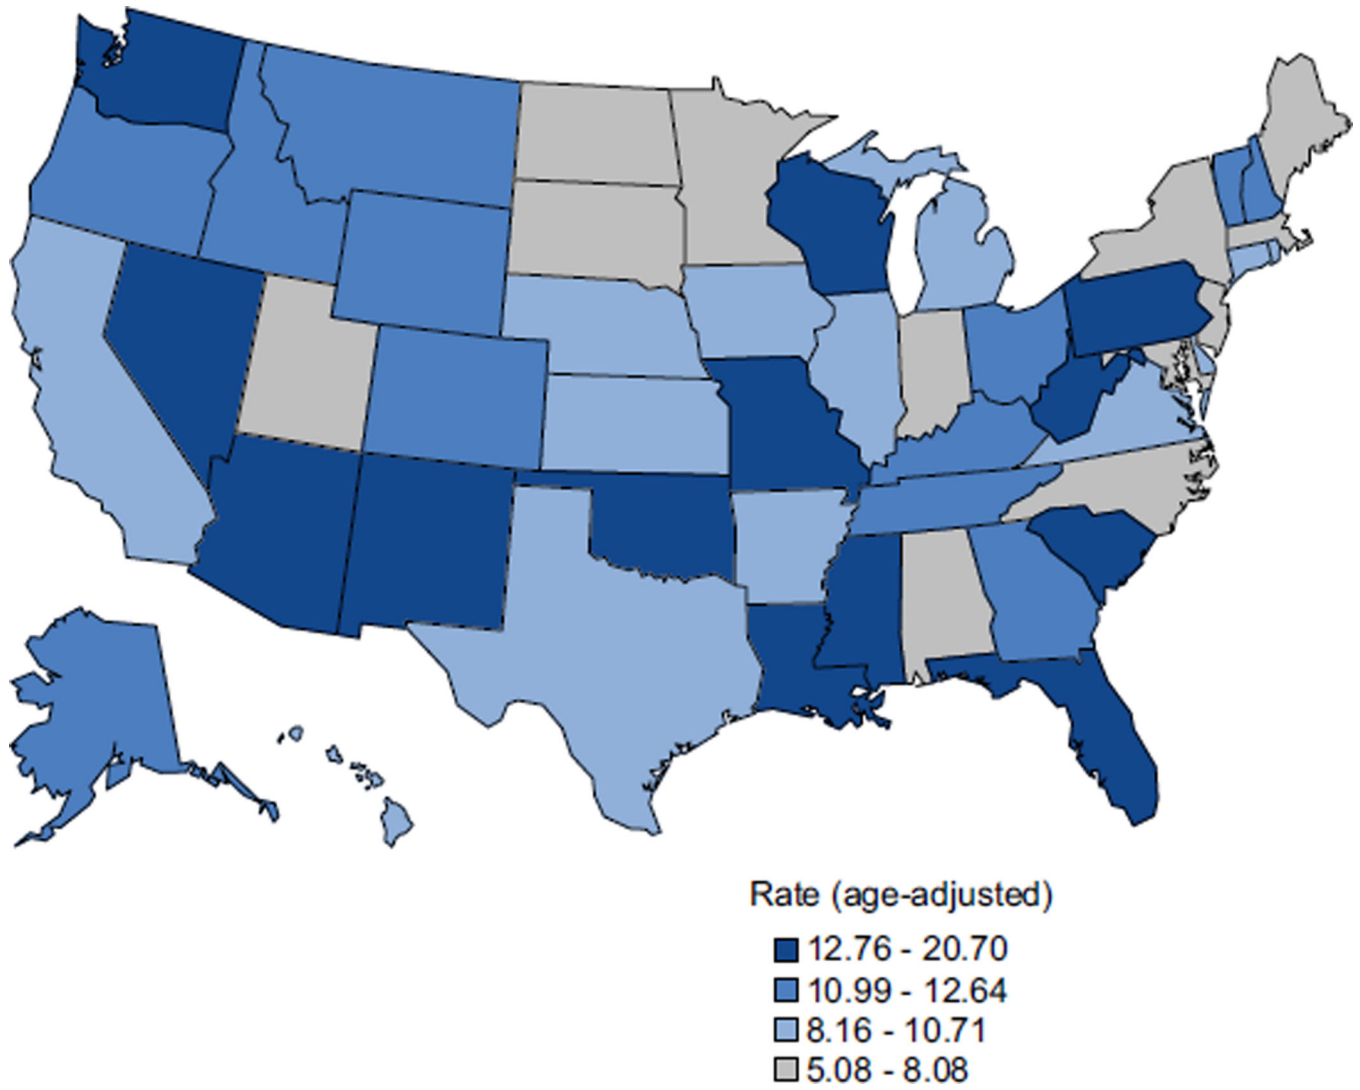 Rate (age-adjusted)
12.76 - 20.70
10.99 - 12.64
8.16 - 10.71
5.08 - 8.08